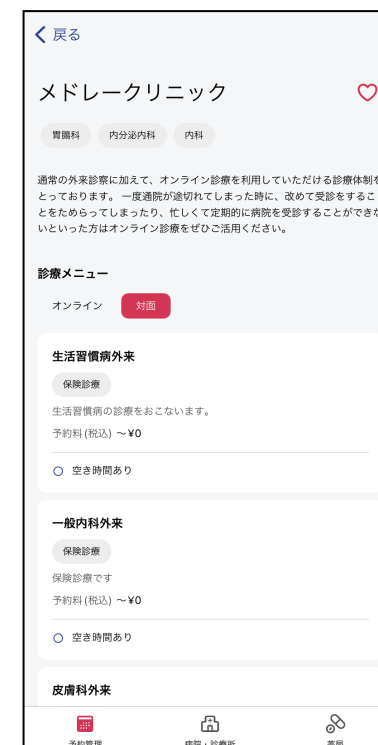 戻る
メドレークリニック
胃腸科 内分泌内科 内科
通常の外来診察に加えて、オンライン診療を利用していただける診療体制を
とっております。 一度通院が途切れてしまった時に、改めて受診をするこ
とをためらってしまったり、忙しくて定期的に病院を受診することができな
いといった方はオンライン診療をぜひご活用ください。
診療メニュー
オンライン 対面
生活習慣病外来
保険診療
生活習慣病の診療をおこないます。
予約料(税込) 〜¥0
空き時間あり
一般内科外来
保険診療
保険診療です
予約料(税込) 〜¥0
空き時間あり
皮膚科外来
予約管理 病院・診療所 薬局